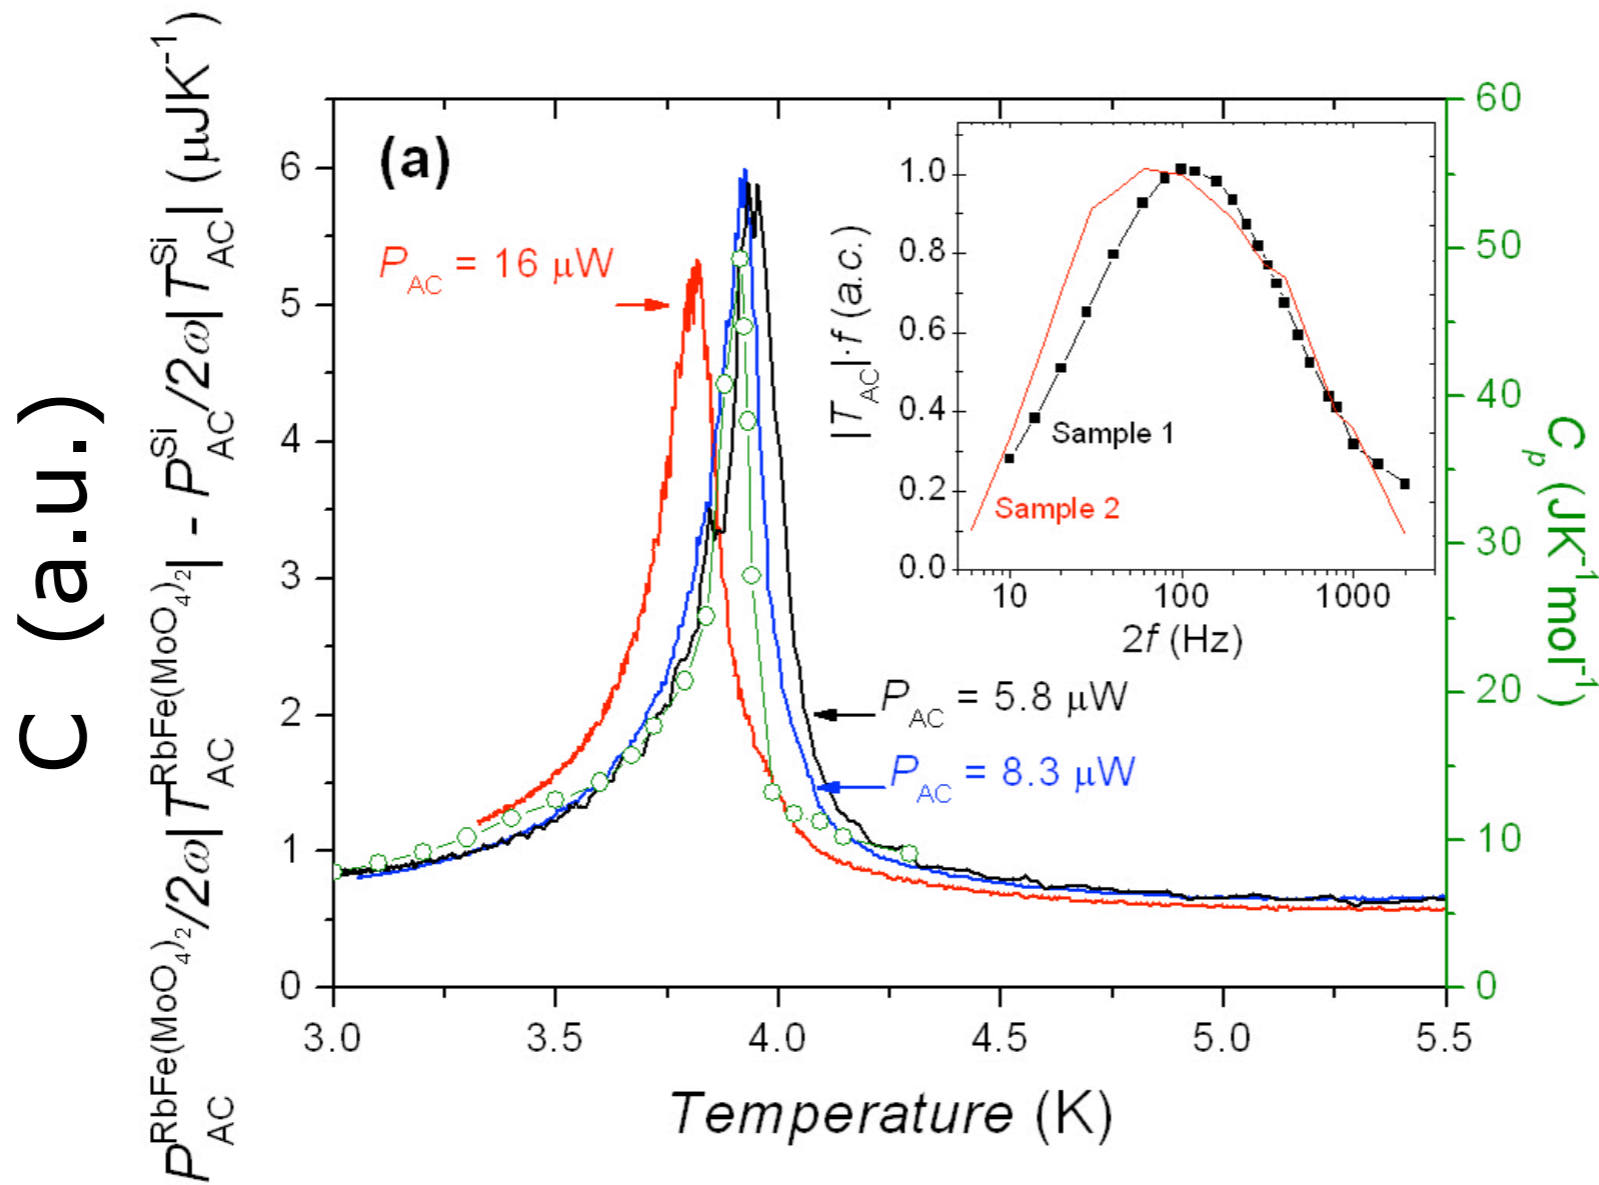 C (a.u.)
P_AC^RbFe(MoO₄)₂/2ω|T_AC^RbFe(MoO₄)₂| - P_AC^Si/2ω|T_AC^Si| (μJK⁻¹)
(a)
6
5
4
3
2
1
0
3.0 3.5 4.0 4.5 5.0 5.5
Temperature (K)
P_AC = 16 μW
P_AC = 5.8 μW
P_AC = 8.3 μW
|T_AC|·f (a.c.)
1.0
0.8
0.6
0.4
0.2
0.0
10 100 1000
2f (Hz)
Sample 1
Sample 2
60
50
40
30
20
10
0
C_p (JK⁻¹mol⁻¹)